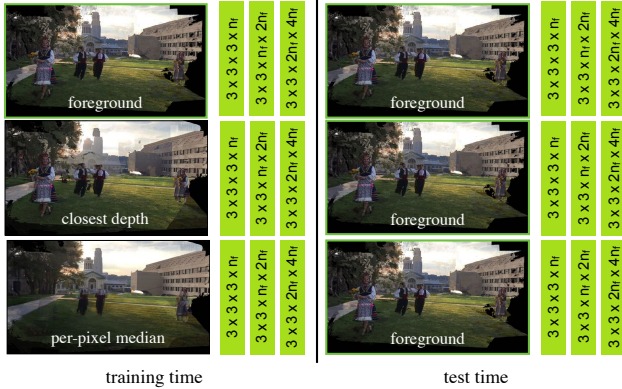 foreground
3 x 3 x 3 x nf
3 x 3 x nf x 2nf
3 x 3 x 2nf x 4nf
foreground
3 x 3 x 3 x nf
3 x 3 x nf x 2nf
3 x 3 x 2nf x 4nf
closest depth
3 x 3 x 3 x nf
3 x 3 x nf x 2nf
3 x 3 x 2nf x 4nf
foreground
3 x 3 x 3 x nf
3 x 3 x nf x 2nf
3 x 3 x 2nf x 4nf
per-pixel median
3 x 3 x 3 x nf
3 x 3 x nf x 2nf
3 x 3 x 2nf x 4nf
foreground
3 x 3 x 3 x nf
3 x 3 x nf x 2nf
3 x 3 x 2nf x 4nf
training time
test time